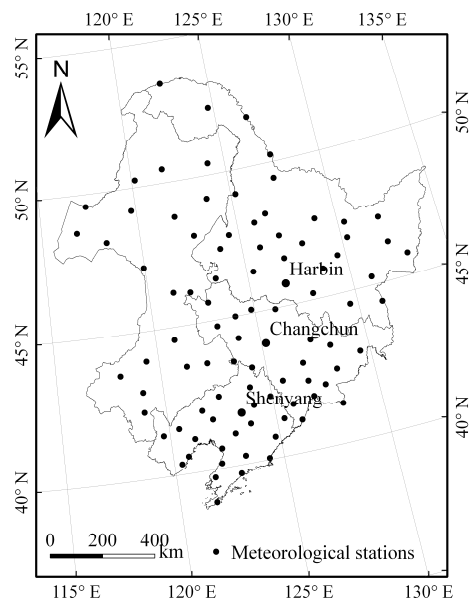 120° E 125° E 130° E 135° E
55° N
N
50° N
50° N
Harbin
45° N
Changchun
45° N
Shenyang
40° N
40° N
0 200 400 km
Meteorological stations
115° E 120° E 125° E 130° E